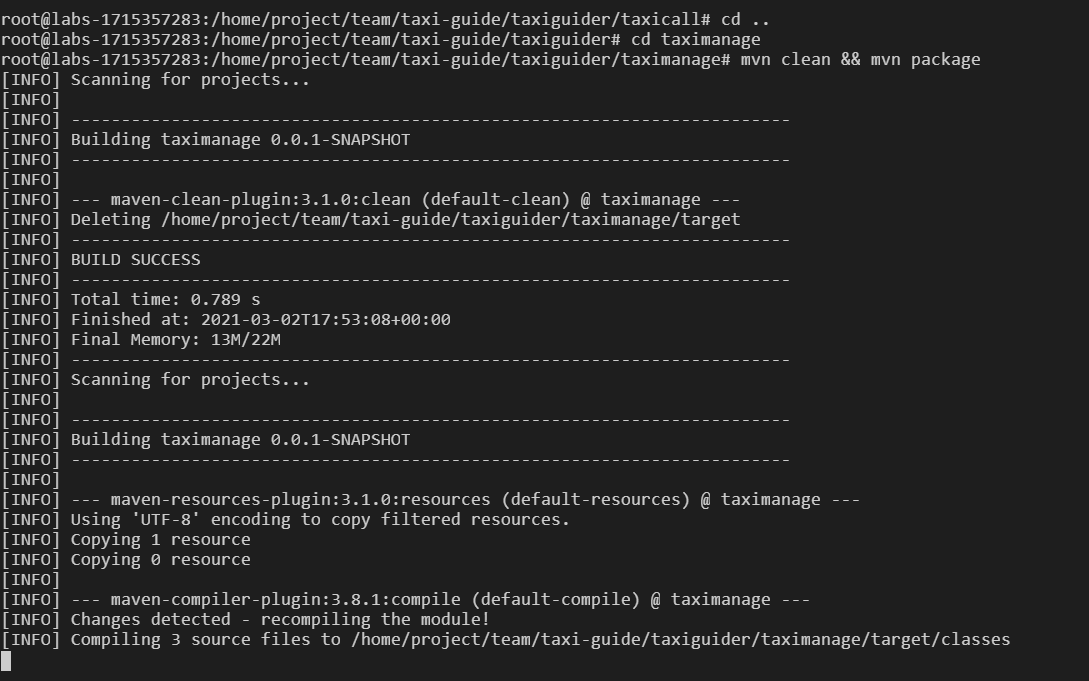 root@labs-1715357283:/home/project/team/taxi-guide/taxiguider/taxicall# cd ..
root@labs-1715357283:/home/project/team/taxi-guide/taxiguider# cd taximanage
root@labs-1715357283:/home/project/team/taxi-guide/taxiguider/taximanage# mvn clean && mvn package
[INFO] Scanning for projects...
[INFO]
[INFO] ------------------------------------------------------------------------
[INFO] Building taximanage 0.0.1-SNAPSHOT
[INFO] ------------------------------------------------------------------------
[INFO]
[INFO] --- maven-clean-plugin:3.1.0:clean (default-clean) @ taximanage ---
[INFO] Deleting /home/project/team/taxi-guide/taxiguider/taximanage/target
[INFO] ------------------------------------------------------------------------
[INFO] BUILD SUCCESS
[INFO] ------------------------------------------------------------------------
[INFO] Total time: 0.789 s
[INFO] Finished at: 2021-03-02T17:53:08+00:00
[INFO] Final Memory: 13M/22M
[INFO] ------------------------------------------------------------------------
[INFO] Scanning for projects...
[INFO]
[INFO] ------------------------------------------------------------------------
[INFO] Building taximanage 0.0.1-SNAPSHOT
[INFO] ------------------------------------------------------------------------
[INFO]
[INFO] --- maven-resources-plugin:3.1.0:resources (default-resources) @ taximanage ---
[INFO] Using 'UTF-8' encoding to copy filtered resources.
[INFO] Copying 1 resource
[INFO] Copying 0 resource
[INFO]
[INFO] --- maven-compiler-plugin:3.8.1:compile (default-compile) @ taximanage ---
[INFO] Changes detected - recompiling the module!
[INFO] Compiling 3 source files to /home/project/team/taxi-guide/taxiguider/taximanage/target/classes